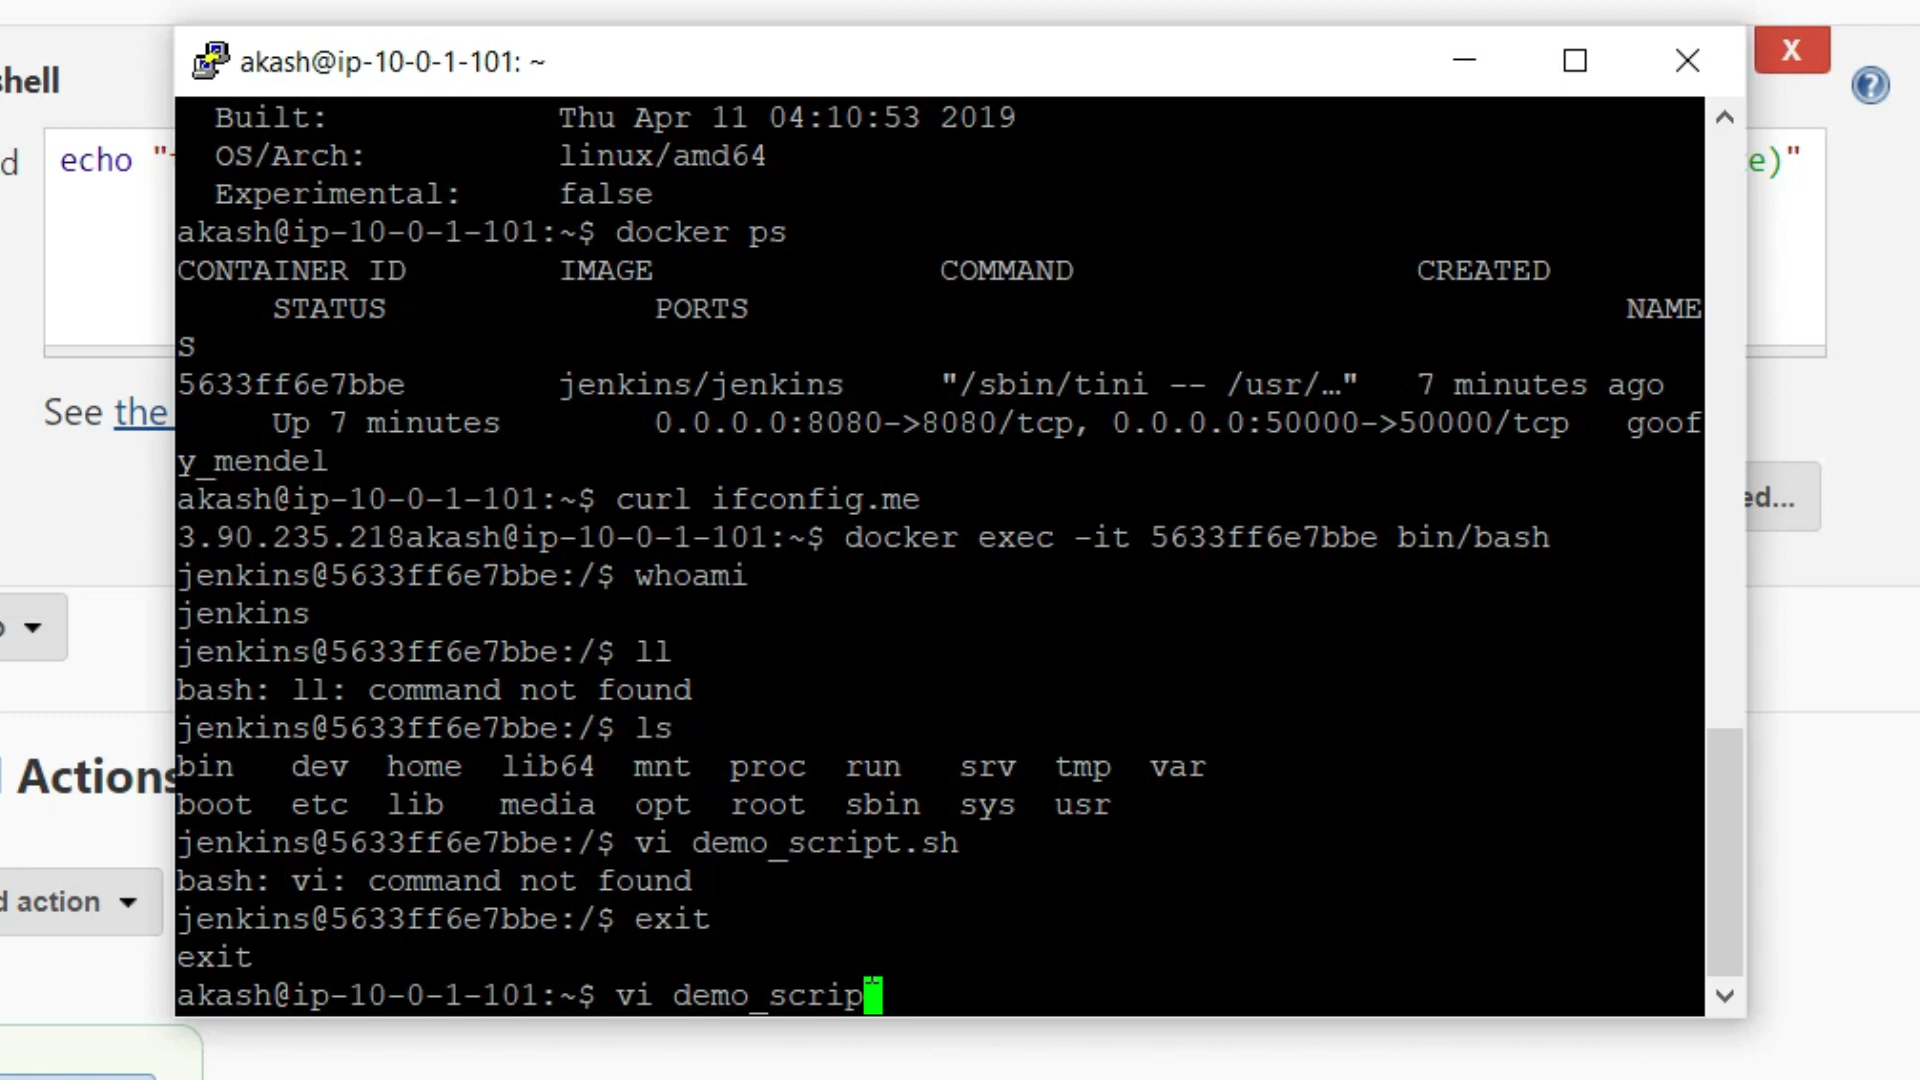 akash@ip-10-0-1-101: ~
X
shell
echo "
e)"
See the
ed...
Actions
d action
Built: Thu Apr 11 04:10:53 2019
OS/Arch: linux/amd64
Experimental: false
akash@ip-10-0-1-101:~$ docker ps
CONTAINER ID IMAGE COMMAND CREATED
STATUS PORTS NAME
S
5633ff6e7bbe jenkins/jenkins "/sbin/tini -- /usr/…" 7 minutes ago
Up 7 minutes 0.0.0.0:8080->8080/tcp, 0.0.0.0:50000->50000/tcp goof
y_mendel
akash@ip-10-0-1-101:~$ curl ifconfig.me
3.90.235.218akash@ip-10-0-1-101:~$ docker exec -it 5633ff6e7bbe bin/bash
jenkins@5633ff6e7bbe:/$ whoami
jenkins
jenkins@5633ff6e7bbe:/$ ll
bash: ll: command not found
jenkins@5633ff6e7bbe:/$ ls
bin dev home lib64 mnt proc run srv tmp var
boot etc lib media opt root sbin sys usr
jenkins@5633ff6e7bbe:/$ vi demo_script.sh
bash: vi: command not found
jenkins@5633ff6e7bbe:/$ exit
exit
akash@ip-10-0-1-101:~$ vi demo_scrip